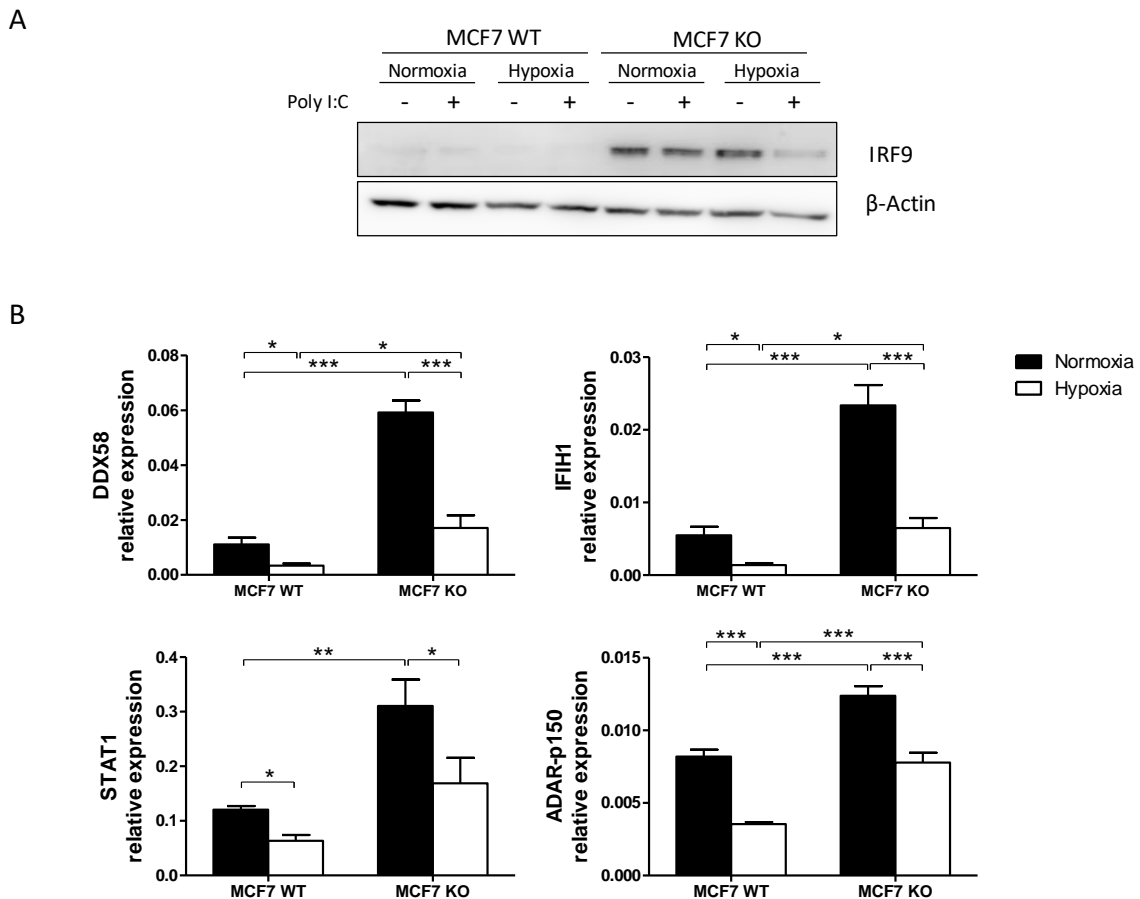 A
MCF7 WT MCF7 KO
Normoxia Hypoxia Normoxia Hypoxia
Poly I:C - + - + - + - +
IRF9
β-Actin
B
* *
*** ***
0.08
0.06
0.04
0.02
0.00
DDX58
relative expression
MCF7 WT MCF7 KO
* *
*** ***
0.03
0.02
0.01
0.00
IFIH1
relative expression
MCF7 WT MCF7 KO
Normoxia
Hypoxia
** *
*
0.4
0.3
0.2
0.1
0.0
STAT1
relative expression
MCF7 WT MCF7 KO
*** ***
*** ***
0.015
0.010
0.005
0.000
ADAR-p150
relative expression
MCF7 WT MCF7 KO